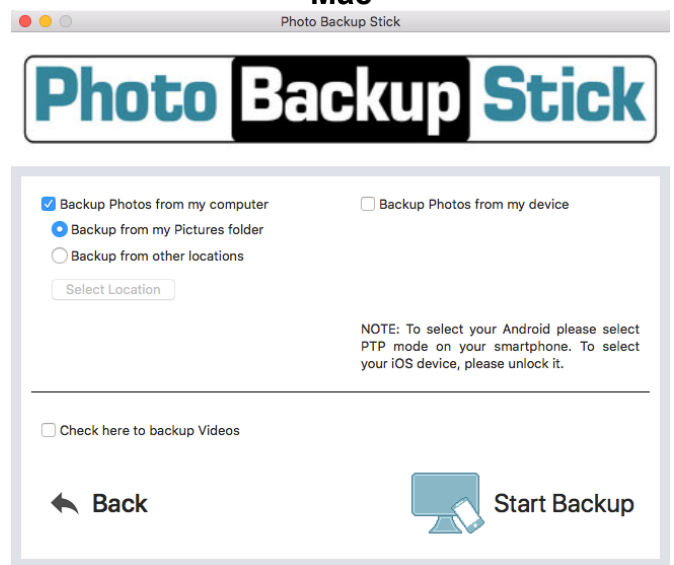 Mac
Photo Backup Stick
Photo Backup Stick
Backup Photos from my computer
Backup Photos from my device
Backup from my Pictures folder
Backup from other locations
Select Location
NOTE: To select your Android please select
PTP mode on your smartphone. To select
your iOS device, please unlock it.
Check here to backup Videos
Back
Start Backup